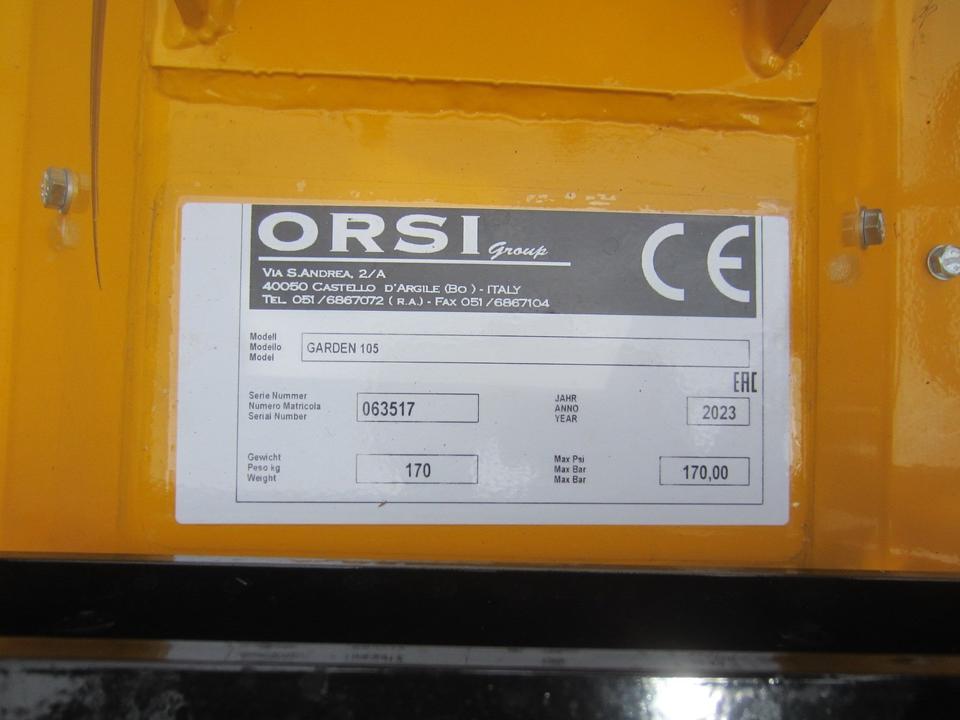 ORSI Group CE
VIA S.ANDREA, 2/A
40050 CASTELLO D'ARGILE (BO) - ITALY
TEL. 051/6867072 ( R.A.) - FAX 051/6867104
Modell
Modello
Model
GARDEN 105
EAC
Serie Nummer
Numero Matricola
Serial Number
063517
JAHR
ANNO
YEAR
2023
Gewicht
Peso kg
Weight
170
Max Psi
Max Bar
Max Bar
170,00